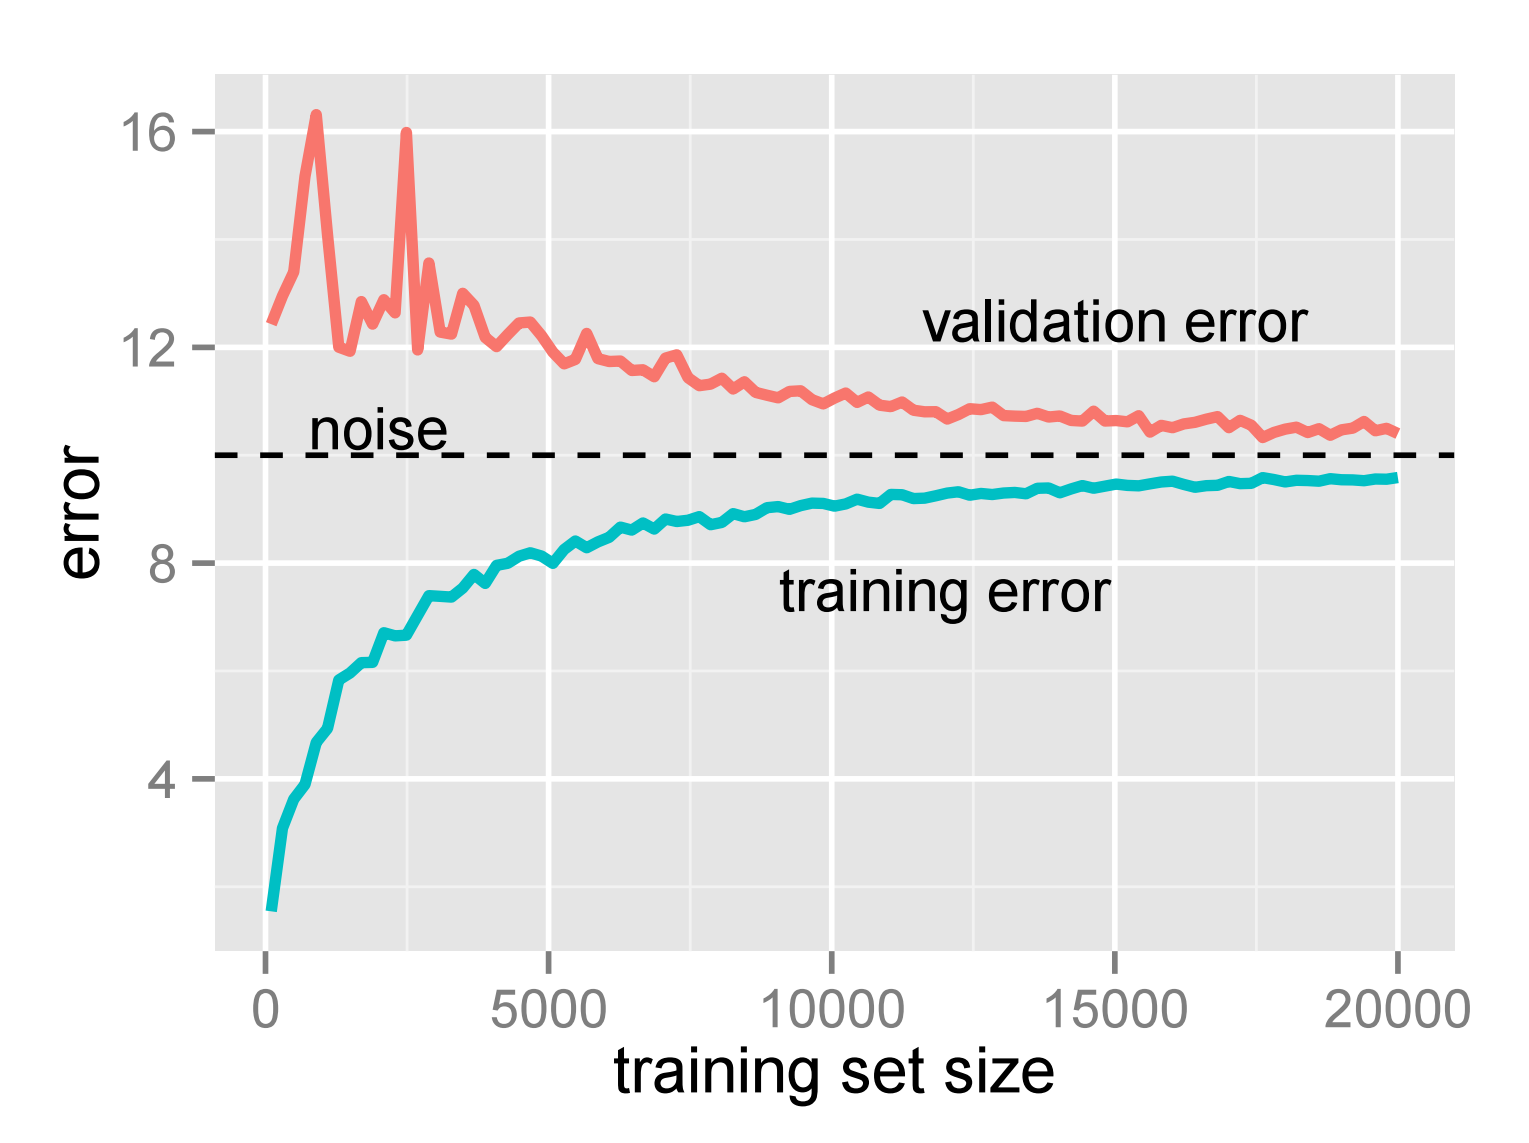 16
12
8
4
error
validation error
noise
training error
0 5000 10000 15000 20000
training set size